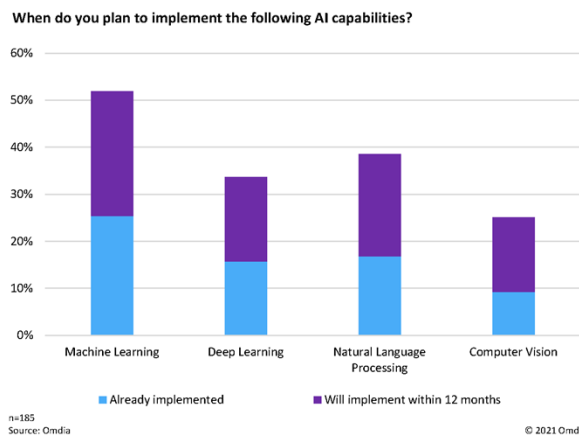 When do you plan to implement the following AI capabilities?
60%
50%
40%
30%
20%
10%
0%
Machine Learning
Deep Learning
Natural Language
Processing
Computer Vision
Already implemented
Will implement within 12 months
n=185
Source: Omdia
© 2021 Omd